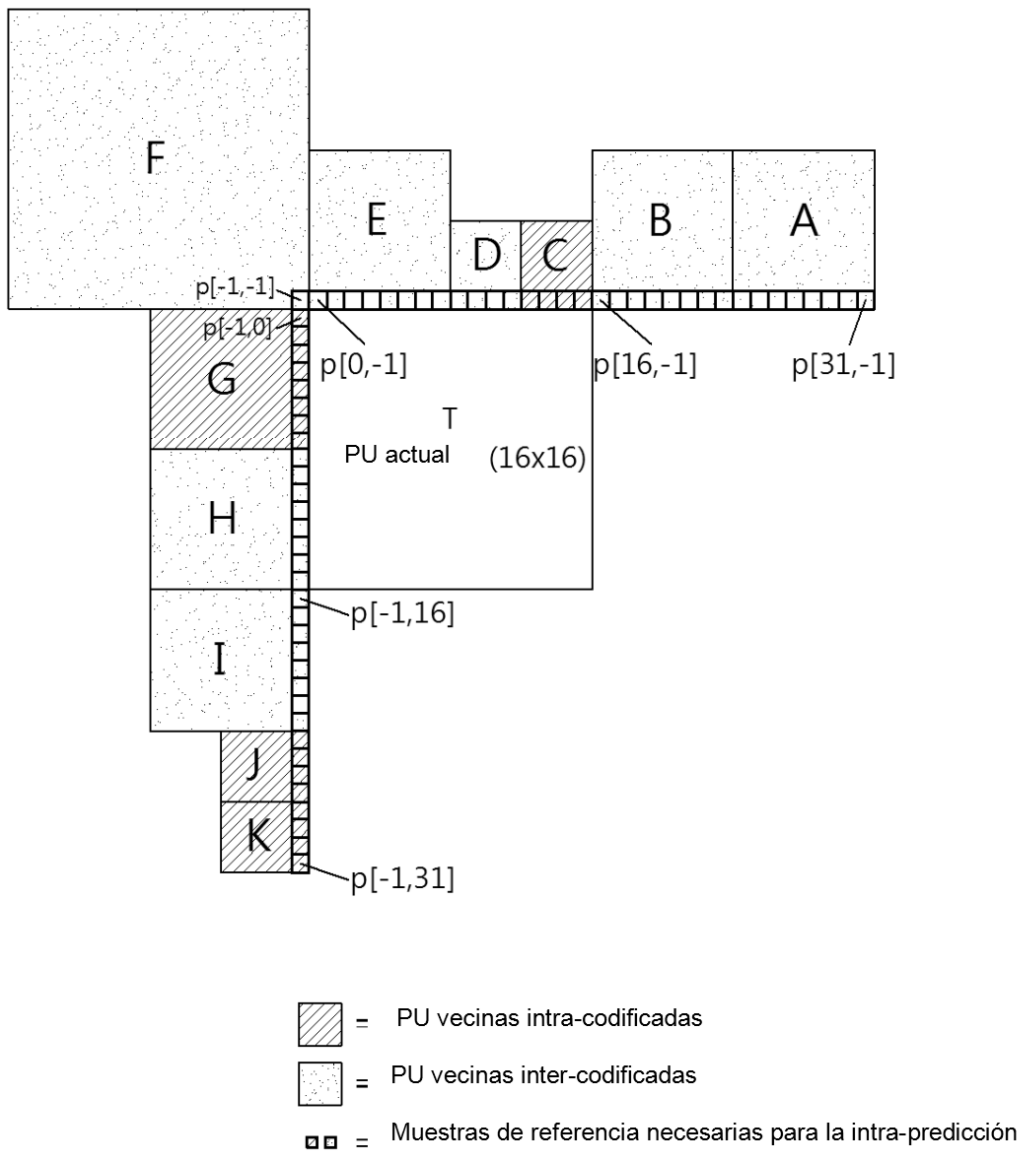 F
E
D
C
B
A
p[-1,-1]
p[-1,0]
p[0,-1]
p[16,-1]
p[31,-1]
G
T
PU actual (16x16)
H
p[-1,16]
I
J
K
p[-1,31]
= PU vecinas intra-codificadas
= PU vecinas inter-codificadas
= Muestras de referencia necesarias para la intra-predicción